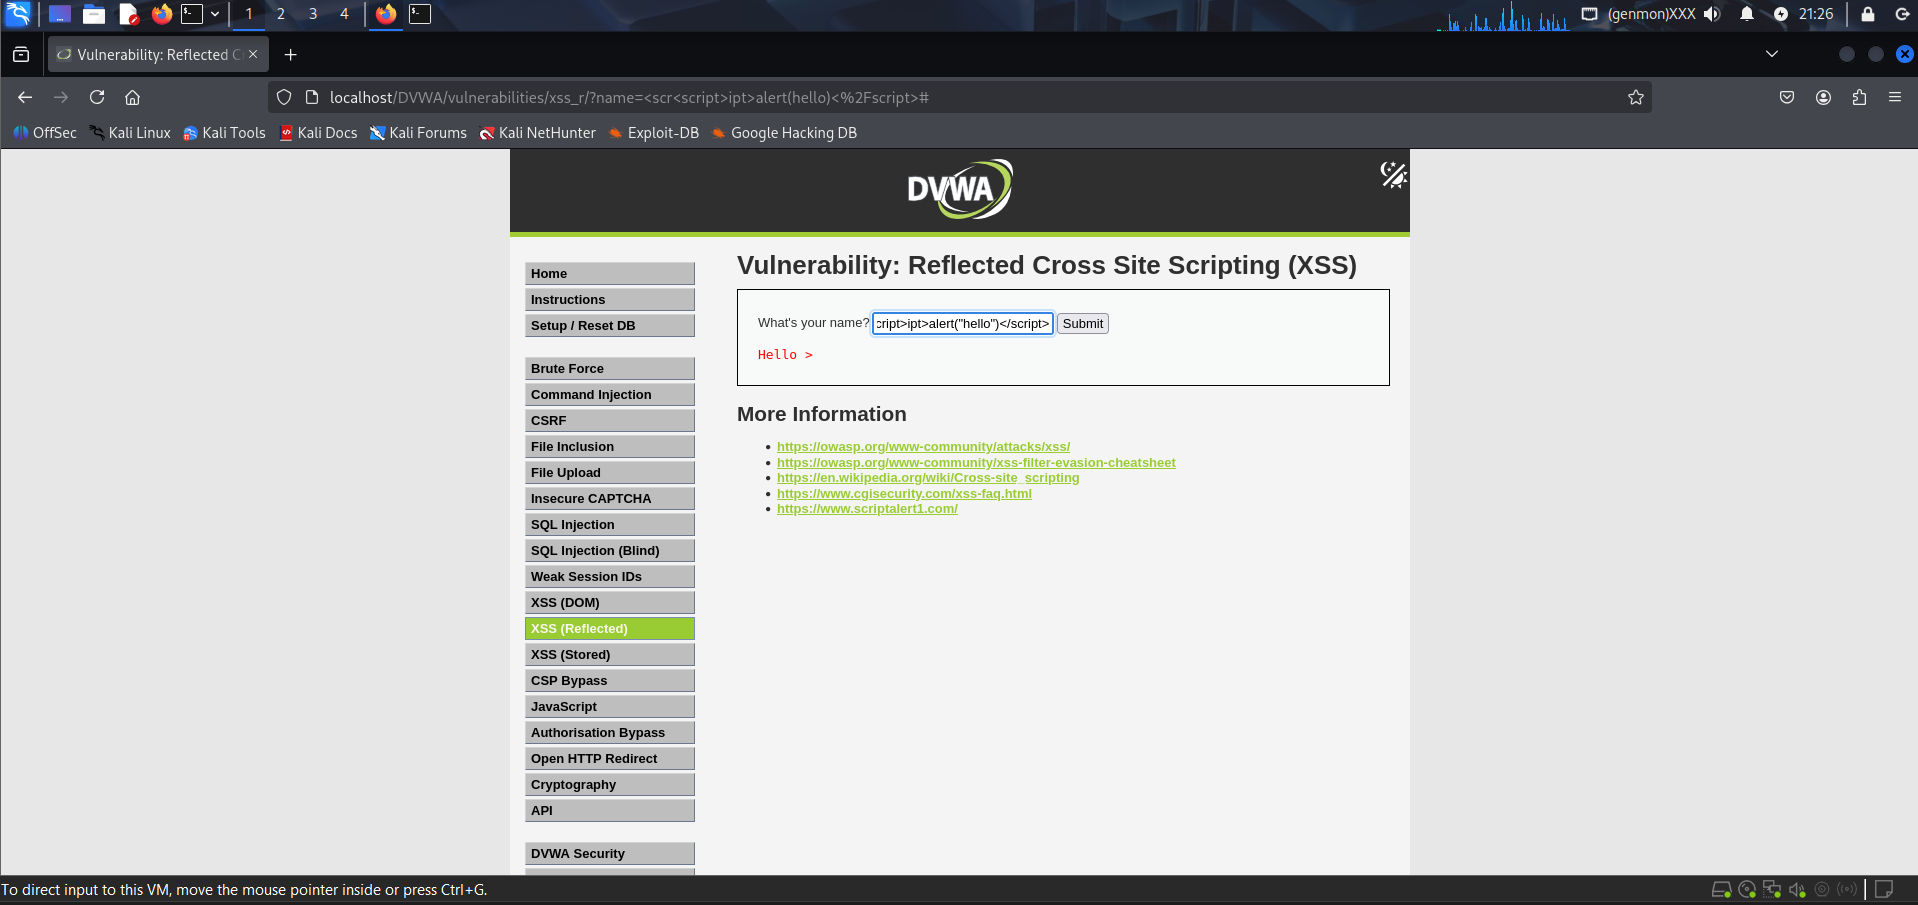 1 2 3 4 (genmon)XXX 21:26
Vulnerability: Reflected C
localhost/DVWA/vulnerabilities/xss_r/?name=<scr<script>ipt>alert(hello)<%2Fscript>#
OffSec Kali Linux Kali Tools Kali Docs Kali Forums Kali NetHunter Exploit-DB Google Hacking DB
DVWA
Home
Instructions
Setup / Reset DB
Brute Force
Command Injection
CSRF
File Inclusion
File Upload
Insecure CAPTCHA
SQL Injection
SQL Injection (Blind)
Weak Session IDs
XSS (DOM)
XSS (Reflected)
XSS (Stored)
CSP Bypass
JavaScript
Authorisation Bypass
Open HTTP Redirect
Cryptography
API
DVWA Security
Vulnerability: Reflected Cross Site Scripting (XSS)
What's your name? cript>ipt>alert("hello")</script> Submit
Hello >
More Information
https://owasp.org/www-community/attacks/xss/
https://owasp.org/www-community/xss-filter-evasion-cheatsheet
https://en.wikipedia.org/wiki/Cross-site_scripting
https://www.cgisecurity.com/xss-faq.html
https://www.scriptalert1.com/
To direct input to this VM, move the mouse pointer inside or press Ctrl+G.